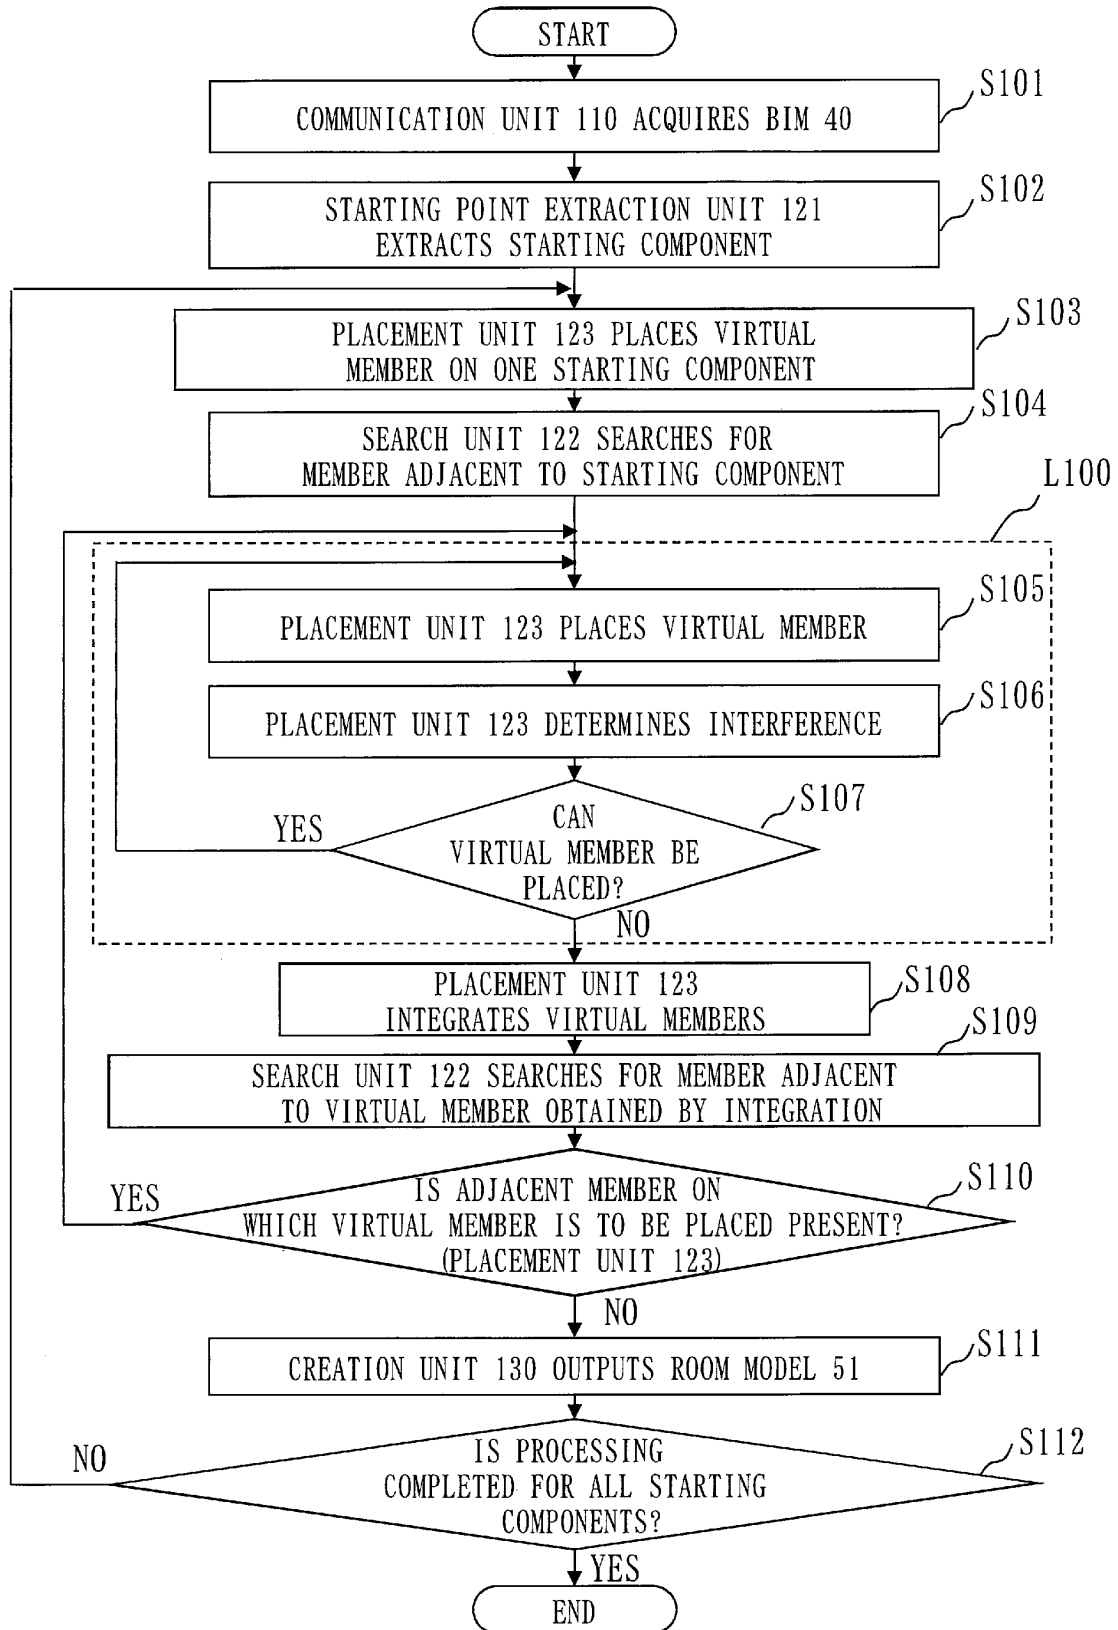 START
S101
COMMUNICATION UNIT 110 ACQUIRES BIM 40
S102
STARTING POINT EXTRACTION UNIT 121
EXTRACTS STARTING COMPONENT
S103
PLACEMENT UNIT 123 PLACES VIRTUAL
MEMBER ON ONE STARTING COMPONENT
S104
SEARCH UNIT 122 SEARCHES FOR
MEMBER ADJACENT TO STARTING COMPONENT
L100
S105
PLACEMENT UNIT 123 PLACES VIRTUAL MEMBER
S106
PLACEMENT UNIT 123 DETERMINES INTERFERENCE
S107
YES
CAN
VIRTUAL MEMBER BE
PLACED?
NO
S108
PLACEMENT UNIT 123
INTEGRATES VIRTUAL MEMBERS
S109
SEARCH UNIT 122 SEARCHES FOR MEMBER ADJACENT
TO VIRTUAL MEMBER OBTAINED BY INTEGRATION
S110
YES
IS ADJACENT MEMBER ON
WHICH VIRTUAL MEMBER IS TO BE PLACED PRESENT?
(PLACEMENT UNIT 123)
NO
S111
CREATION UNIT 130 OUTPUTS ROOM MODEL 51
S112
NO
IS PROCESSING
COMPLETED FOR ALL STARTING
COMPONENTS?
YES
END